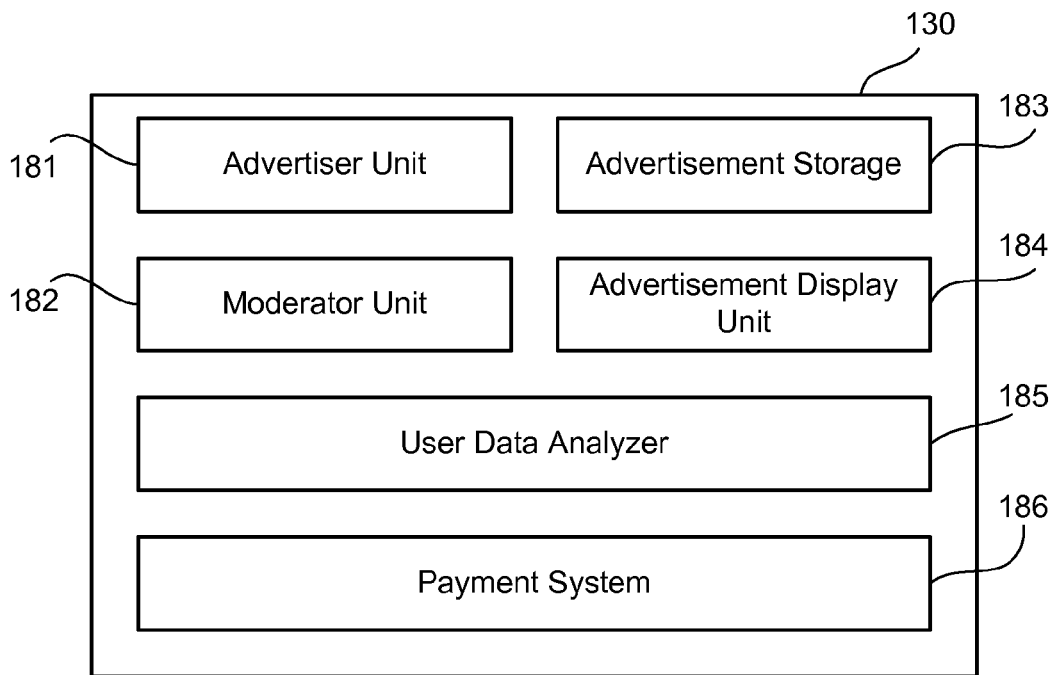 130
181
Advertiser Unit
Advertisement Storage
183
182
Moderator Unit
Advertisement Display
Unit
184
User Data Analyzer
185
Payment System
186